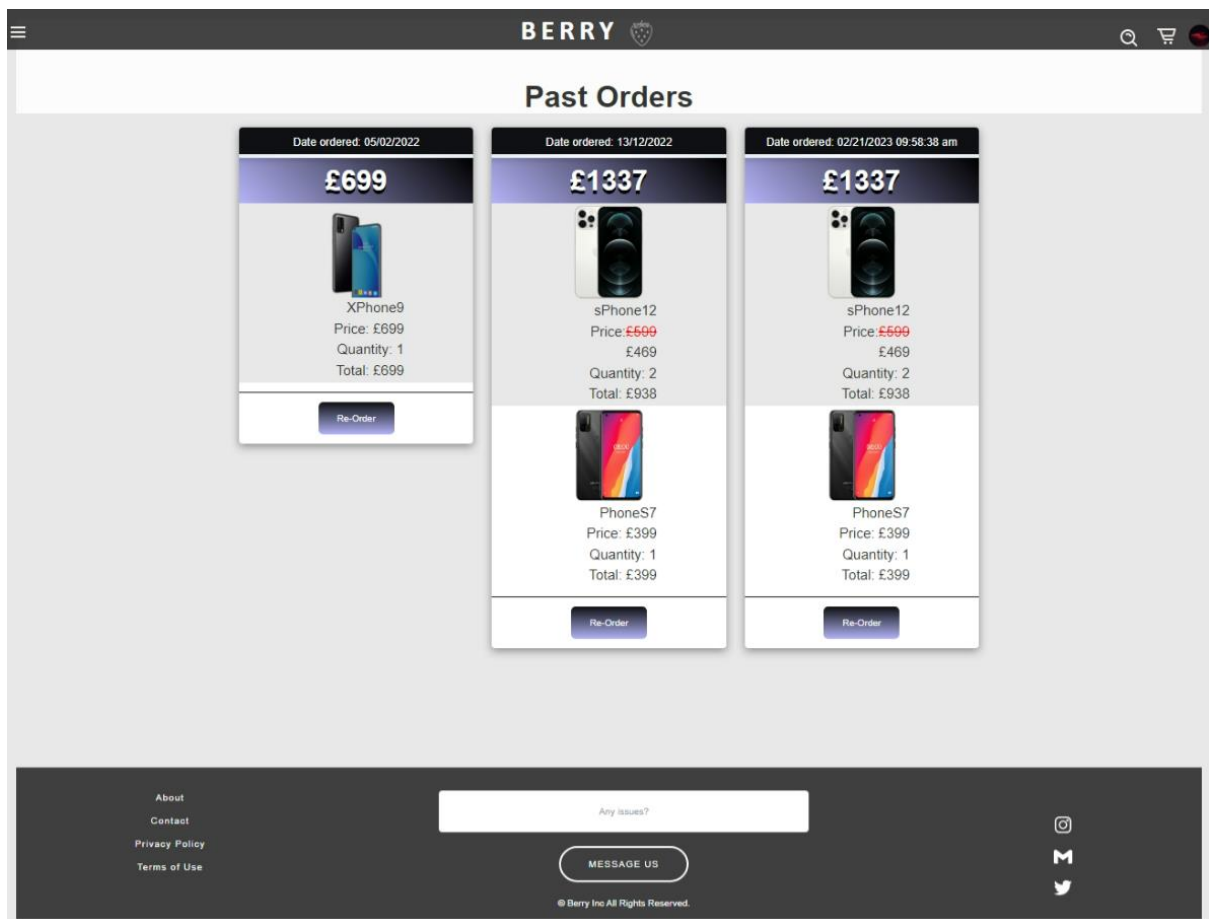 BERRY
Past Orders
Date ordered: 05/02/2022
£699
XPhone9
Price: £699
Quantity: 1
Total: £699
Re-Order
Date ordered: 13/12/2022
£1337
sPhone12
Price:£599
£469
Quantity: 2
Total: £938
PhoneS7
Price: £399
Quantity: 1
Total: £399
Re-Order
Date ordered: 02/21/2023 09:58:38 am
£1337
sPhone12
Price:£599
£469
Quantity: 2
Total: £938
PhoneS7
Price: £399
Quantity: 1
Total: £399
Re-Order
About
Contact
Privacy Policy
Terms of Use
Any issues?
MESSAGE US
© Berry Inc All Rights Reserved.